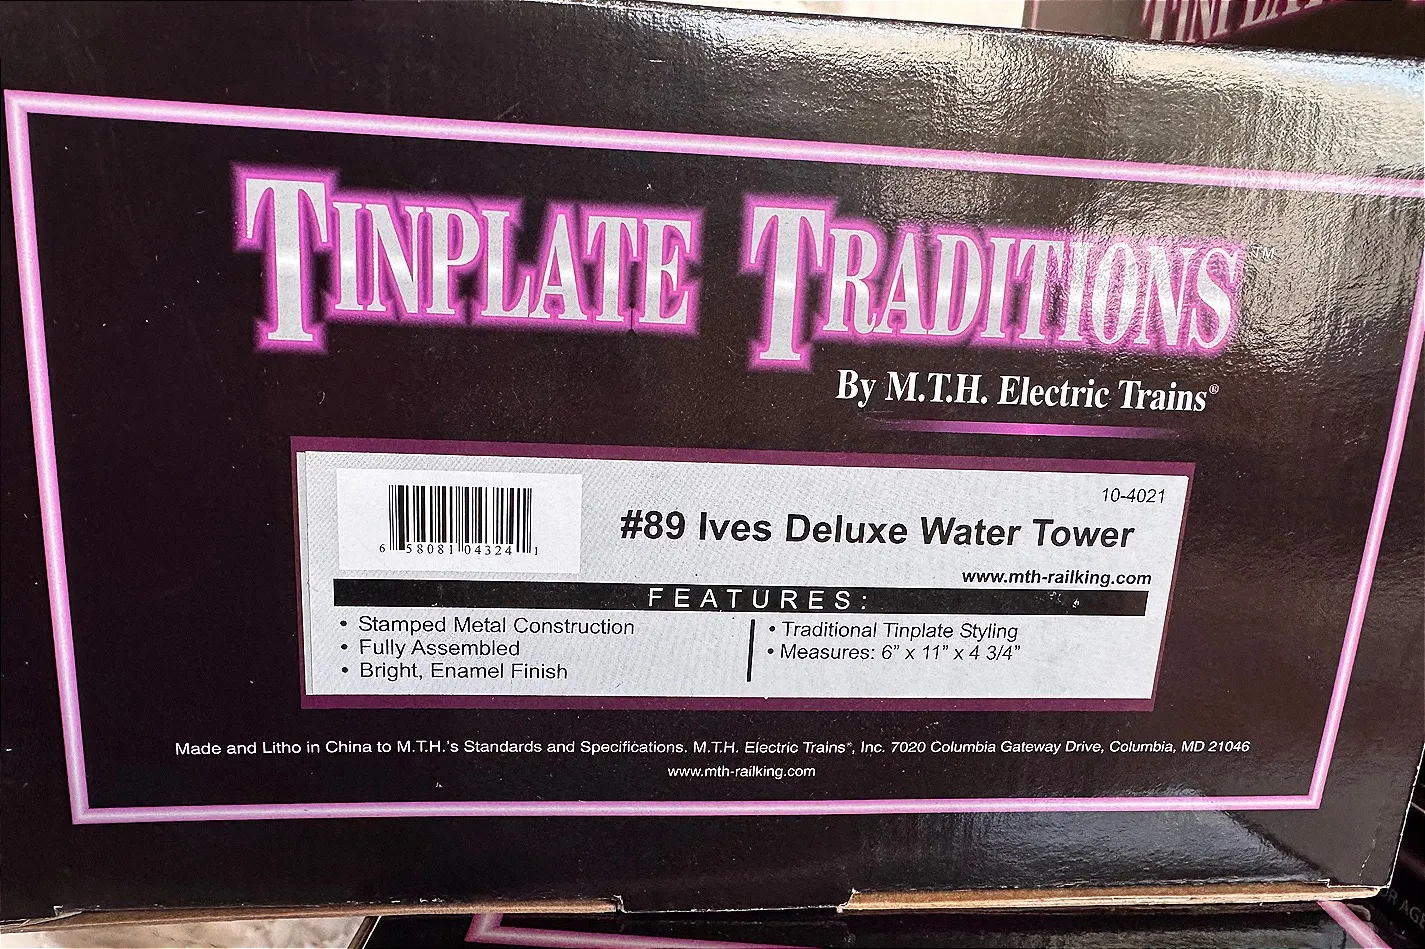 TINPLATE TRADITIONS™
By M.T.H. Electric Trains®
10-4021
#89 Ives Deluxe Water Tower
6 58081 04324 1
www.mth-railking.com
FEATURES:
• Stamped Metal Construction
• Fully Assembled
• Bright, Enamel Finish
• Traditional Tinplate Styling
• Measures: 6” x 11” x 4 3/4”
Made and Litho in China to M.T.H.'s Standards and Specifications. M.T.H. Electric Trains®, Inc. 7020 Columbia Gateway Drive, Columbia, MD 21046
www.mth-railking.com